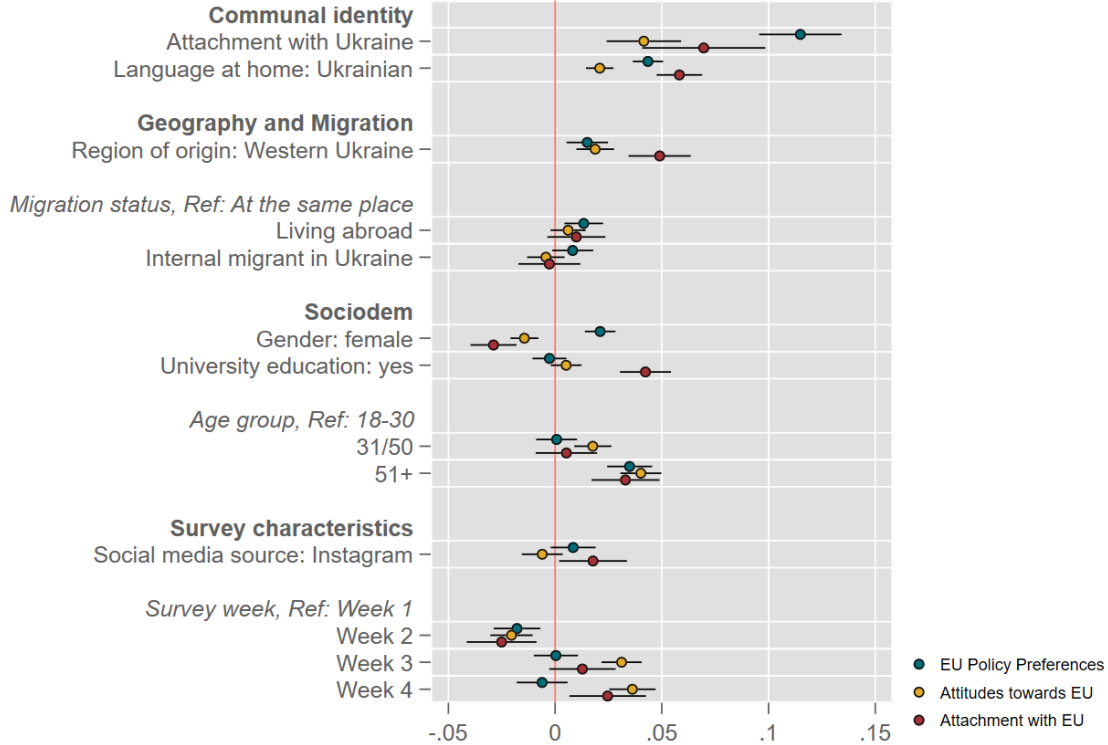 Communal identity
Attachment with Ukraine
Language at home: Ukrainian
Geography and Migration
Region of origin: Western Ukraine
Migration status, Ref: At the same place
Living abroad
Internal migrant in Ukraine
Sociodem
Gender: female
University education: yes
Age group, Ref: 18-30
31/50
51+
Survey characteristics
Social media source: Instagram
Survey week, Ref: Week 1
Week 2
Week 3
Week 4
-.05 0 .05 .1 .15
EU Policy Preferences
Attitudes towards EU
Attachment with EU